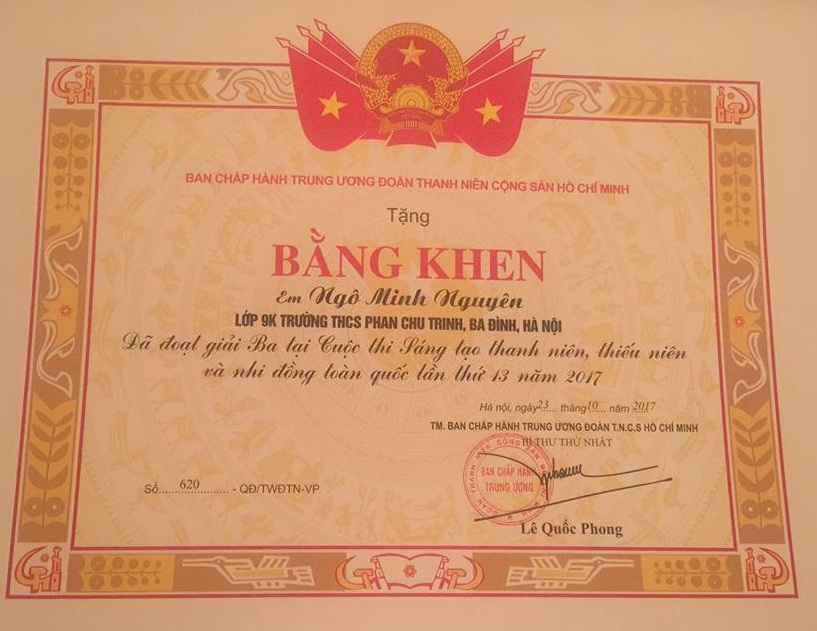 BAN CHẤP HÀNH TRUNG ƯƠNG ĐOÀN THANH NIÊN CỘNG SẢN HỒ CHÍ MINH
Tặng
BẰNG KHEN
Em Ngô Minh Nguyên
LỚP 9K TRƯỜNG THCS PHAN CHU TRINH, BA ĐÌNH, HÀ NỘI
Đã đoạt giải Ba tại Cuộc thi Sáng tạo thanh niên, thiếu niên
và nhi đồng toàn quốc lần thứ 13 năm 2017
Hà nội, ngày 23... tháng 10... năm 2017
TM. BAN CHẤP HÀNH TRUNG ƯƠNG ĐOÀN T.N.C.S HỒ CHÍ MINH
BÍ THƯ THỨ NHẤT
BAN CHẤP HÀNH
TRUNG ƯƠNG
Số.....620......... - QĐ/TWĐTN-VP
Lê Quốc Phong